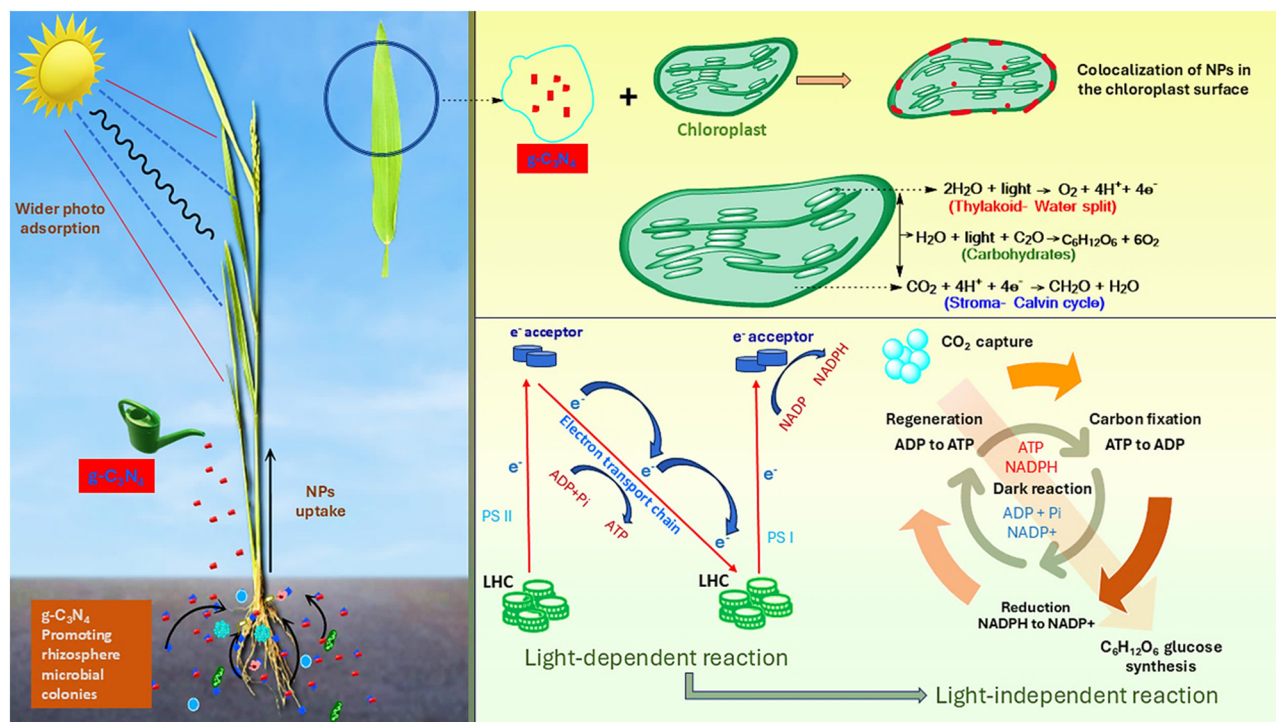 Wider photo
adsorption
g-C₃N₄
NPs
uptake
g-C₃N₄
Promoting
rhizosphere
microbial
colonies
g-C₃N₄
+
Chloroplast
Colocalization of NPs in
the chloroplast surface
2H₂O + light → O₂ + 4H⁺ + 4e⁻
(Thylakoid- Water split)
H₂O + light + C₂O → C₆H₁₂O₆ + 6O₂
(Carbohydrates)
CO₂ + 4H⁺ + 4e⁻ → CH₂O + H₂O
(Stroma- Calvin cycle)
e⁻ acceptor
e⁻
PS II
LHC
e⁻
e⁻
e⁻
Electron transport chain
ADP+Pi
ATP
e⁻ acceptor
NADP
NADPH
e⁻
PS I
LHC
Light-dependent reaction
CO₂ capture
Regeneration
ADP to ATP
Carbon fixation
ATP to ADP
ATP
NADPH
Dark reaction
ADP + Pi
NADP+
Reduction
NADPH to NADP+
C₆H₁₂O₆ glucose
synthesis
Light-independent reaction